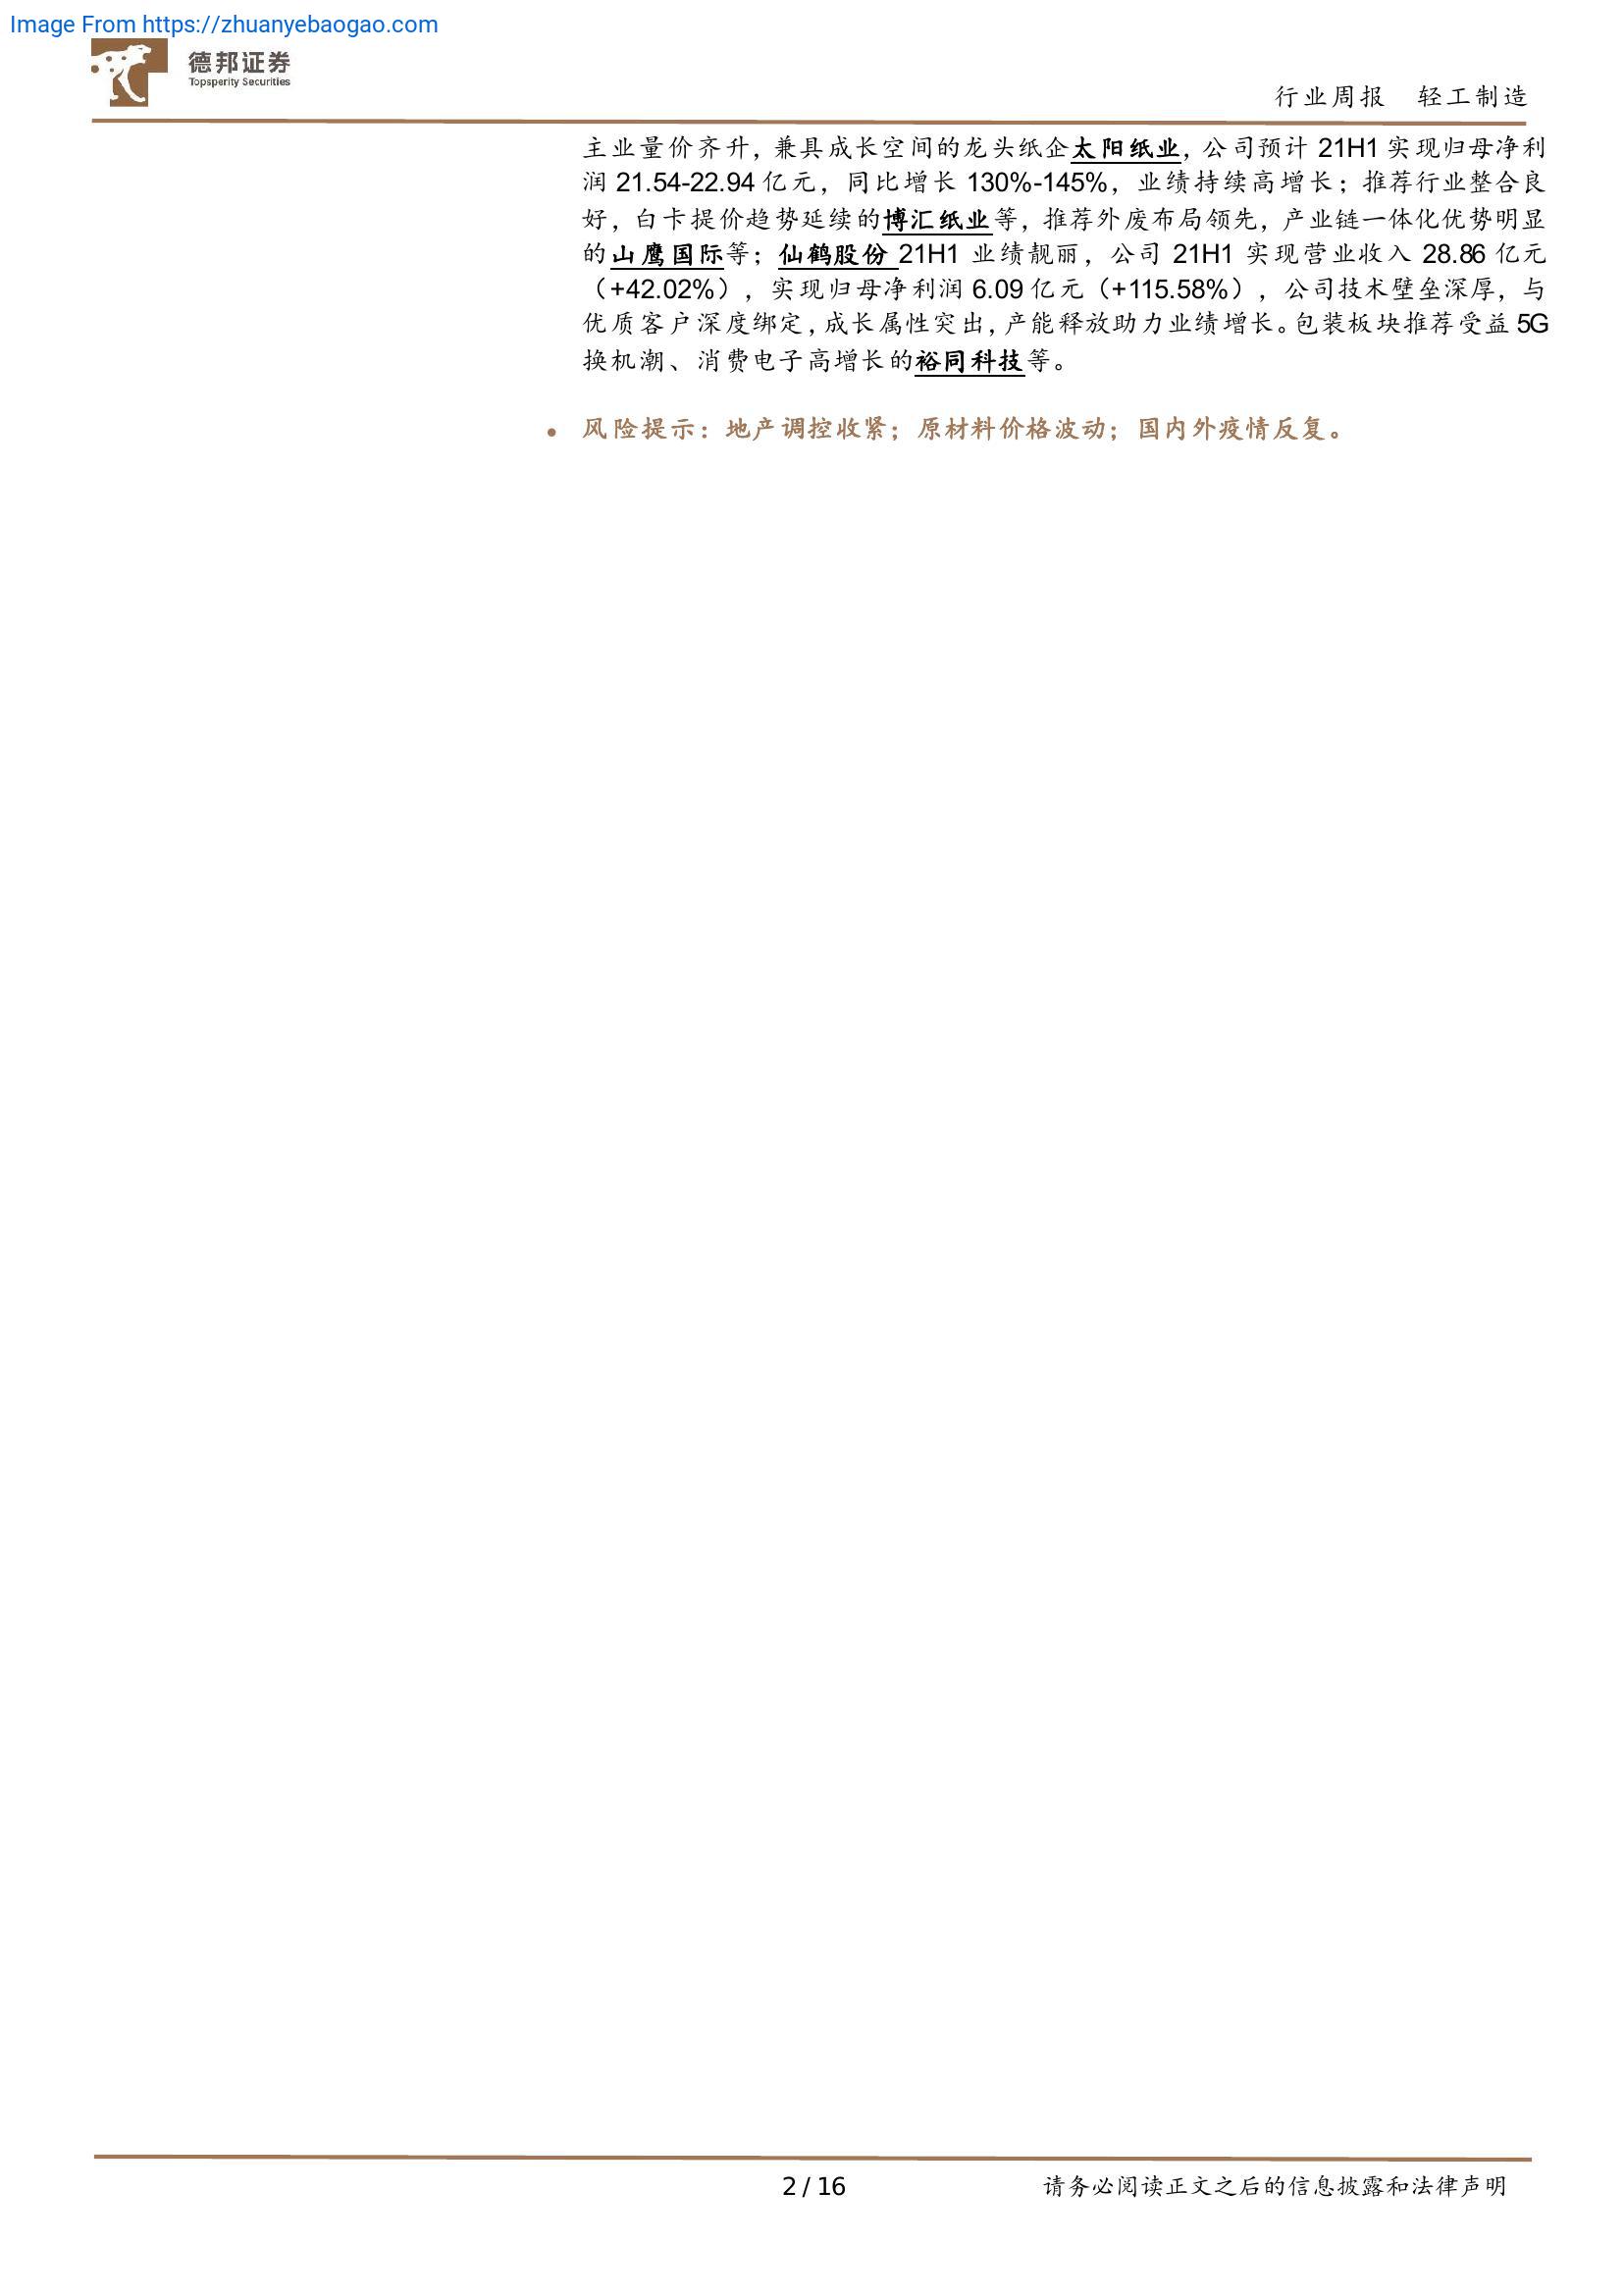 Image From https://zhuanyebaogao.com
德邦证券
Topsperity Securities
行业周报 轻工制造
主业量价齐升，兼具成长空间的龙头纸企太阳纸业，公司预计 21H1 实现归母净利
润 21.54-22.94 亿元，同比增长 130%-145%，业绩持续高增长；推荐行业整合良
好，白卡提价趋势延续的博汇纸业等，推荐外废布局领先，产业链一体化优势明显
的山鹰国际等；仙鹤股份 21H1 业绩靓丽，公司 21H1 实现营业收入 28.86 亿元
（+42.02%），实现归母净利润 6.09 亿元（+115.58%），公司技术壁垒深厚，与
优质客户深度绑定，成长属性突出，产能释放助力业绩增长。包装板块推荐受益 5G
换机潮、消费电子高增长的裕同科技等。
• 风险提示：地产调控收紧；原材料价格波动；国内外疫情反复。
2 / 16
请务必阅读正文之后的信息披露和法律声明